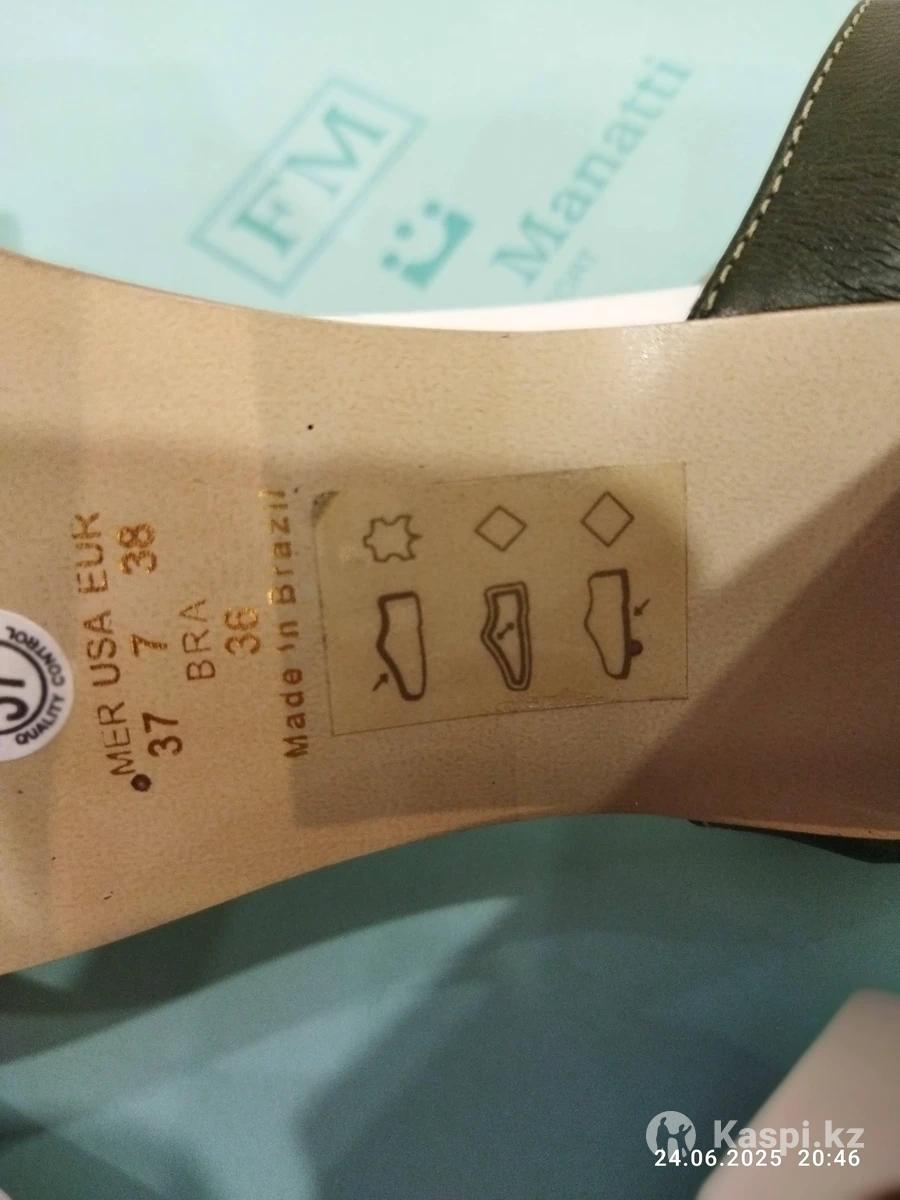 FM
Manatti
MER USA EUR
37 7 38
BRA
36
Made in Brazil
QUALITY CONTROL
Kaspi.kz
24.06.2025 20:46